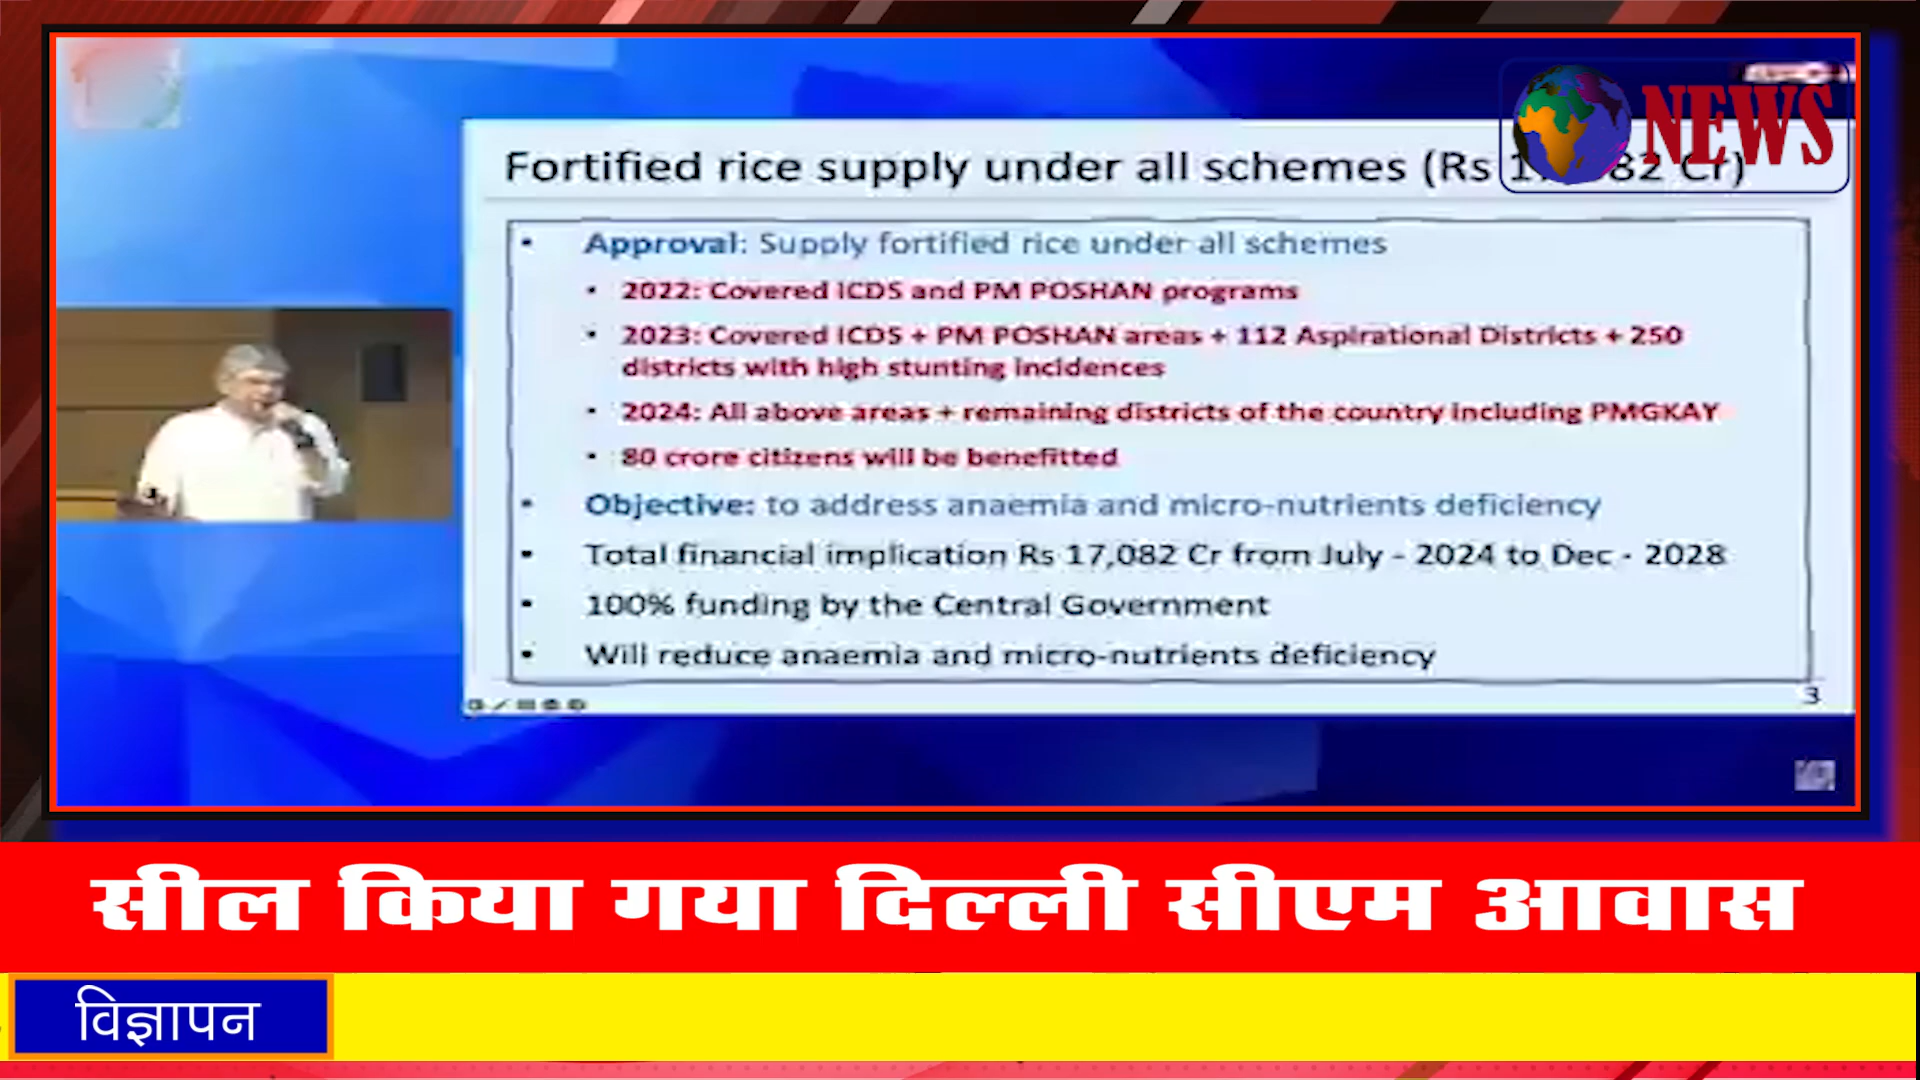 NEWS
Fortified rice supply under all schemes (Rs 82 Cr)
• Approval: Supply fortified rice under all schemes
• 2022: Covered ICDS and PM POSHAN programs
• 2023: Covered ICDS + PM POSHAN areas + 112 Aspirational Districts + 250
districts with high stunting incidences
• 2024: All above areas + remaining districts of the country including PMGKAY
• 80 crore citizens will be benefitted
• Objective: to address anaemia and micro-nutrients deficiency
• Total financial implication Rs 17,082 Cr from July - 2024 to Dec - 2028
• 100% funding by the Central Government
• Will reduce anaemia and micro-nutrients deficiency
3
सील किया गया दिल्ली सीएम आवास
विज्ञापन